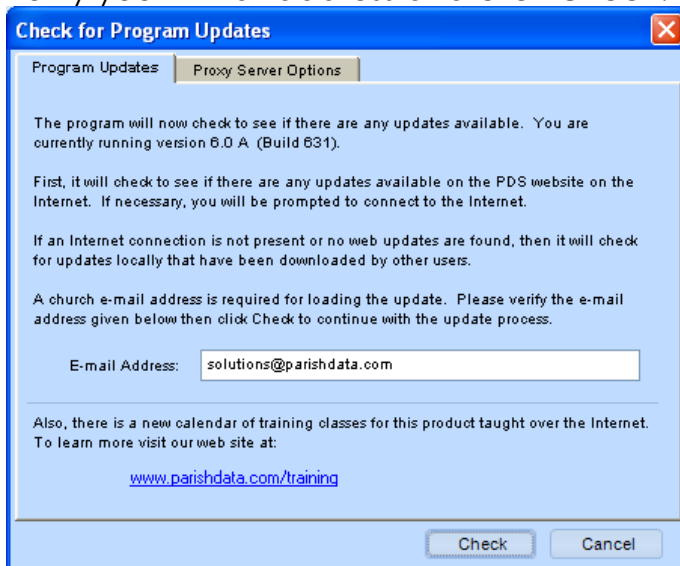 Check for Program Updates
Program Updates
Proxy Server Options
The program will now check to see if there are any updates available.  You are
currently running version 6.0 A  (Build 631).
First, it will check to see if there are any updates available on the PDS website on the
Internet.  If necessary, you will be prompted to connect to the Internet.
If an Internet connection is not present or no web updates are found, then it will check
for updates locally that have been downloaded by other users.
A church e-mail address is required for loading the update.  Please verify the e-mail
address given below then click Check to continue with the update process.
E-mail Address: solutions@parishdata.com
Also, there is a new calendar of training classes for this product taught over the Internet.
To learn more visit our web site at:
www.parishdata.com/training
Check Cancel